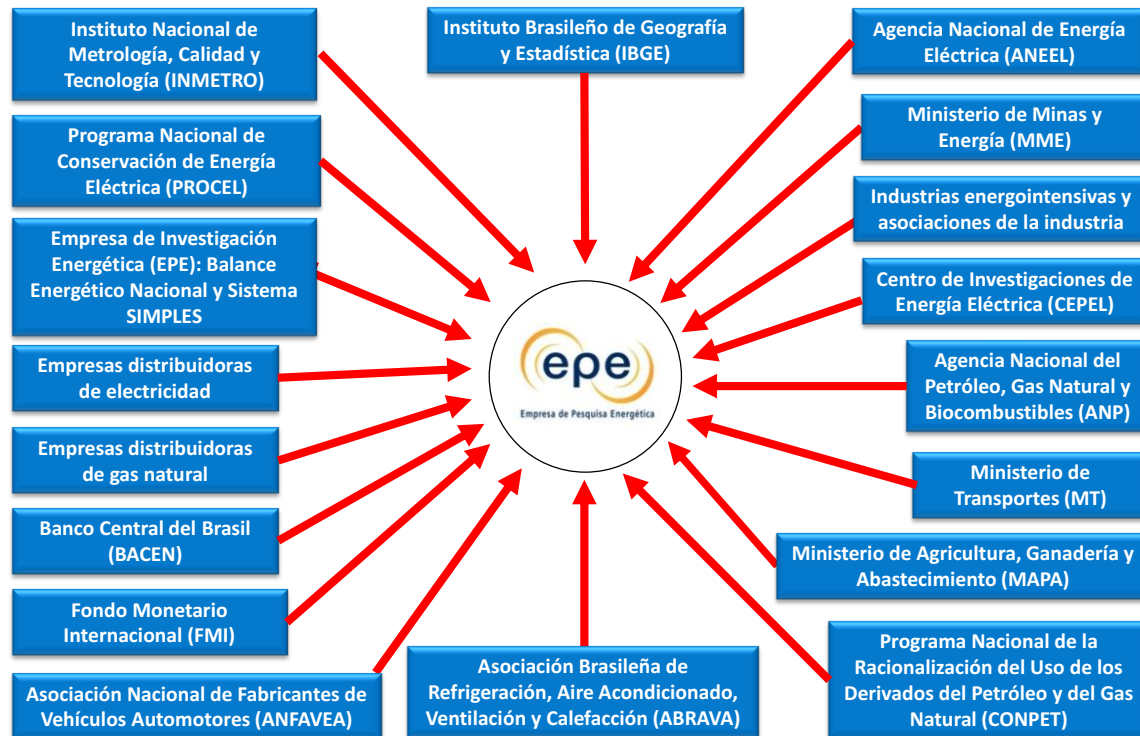 Instituto Nacional de
Metrología, Calidad y
Tecnología (INMETRO)
Instituto Brasileño de Geografía
y Estadística (IBGE)
Agencia Nacional de Energía
Eléctrica (ANEEL)
Programa Nacional de
Conservación de Energía
Eléctrica (PROCEL)
Ministerio de Minas y
Energía (MME)
Empresa de Investigación
Energética (EPE): Balance
Energético Nacional y Sistema
SIMPLES
Industrias energointensivas y
asociaciones de la industria
Centro de Investigaciones de
Energía Eléctrica (CEPEL)
epe
Empresa de Pesquisa Energética
Empresas distribuidoras
de electricidad
Agencia Nacional del
Petróleo, Gas Natural y
Biocombustibles (ANP)
Empresas distribuidoras
de gas natural
Ministerio de
Transportes (MT)
Banco Central del Brasil
(BACEN)
Ministerio de Agricultura, Ganadería y
Abastecimiento (MAPA)
Fondo Monetario
Internacional (FMI)
Programa Nacional de la
Racionalización del Uso de los
Derivados del Petróleo y del Gas
Natural (CONPET)
Asociación Nacional de Fabricantes de
Vehículos Automotores (ANFAVEA)
Asociación Brasileña de
Refrigeración, Aire Acondicionado,
Ventilación y Calefacción (ABRAVA)